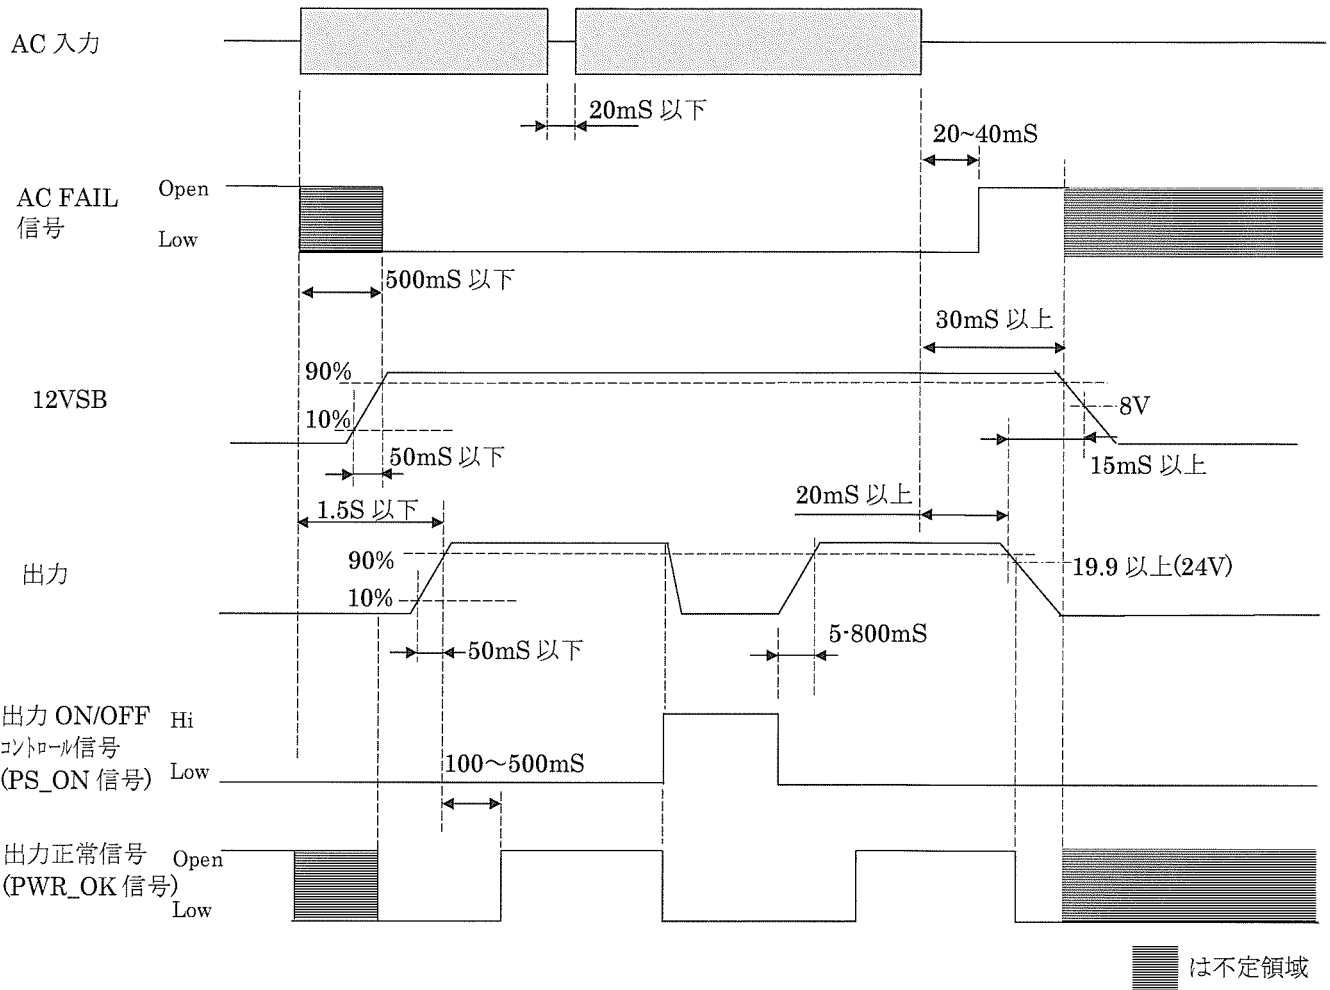 AC 入力
20mS 以下
20~40mS
AC FAIL
信号
Open
Low
500mS 以下
30mS 以上
12VSB
90%
10%
8V
50mS 以下
15mS 以上
1.5S 以下
20mS 以上
出力
90%
10%
19.9 以上(24V)
50mS 以下
5-800mS
出力 ON/OFF
ｺﾝﾄﾛｰﾙ信号
(PS_ON 信号)
Hi
Low
100～500mS
出力正常信号
(PWR_OK 信号)
Open
Low
は不定領域